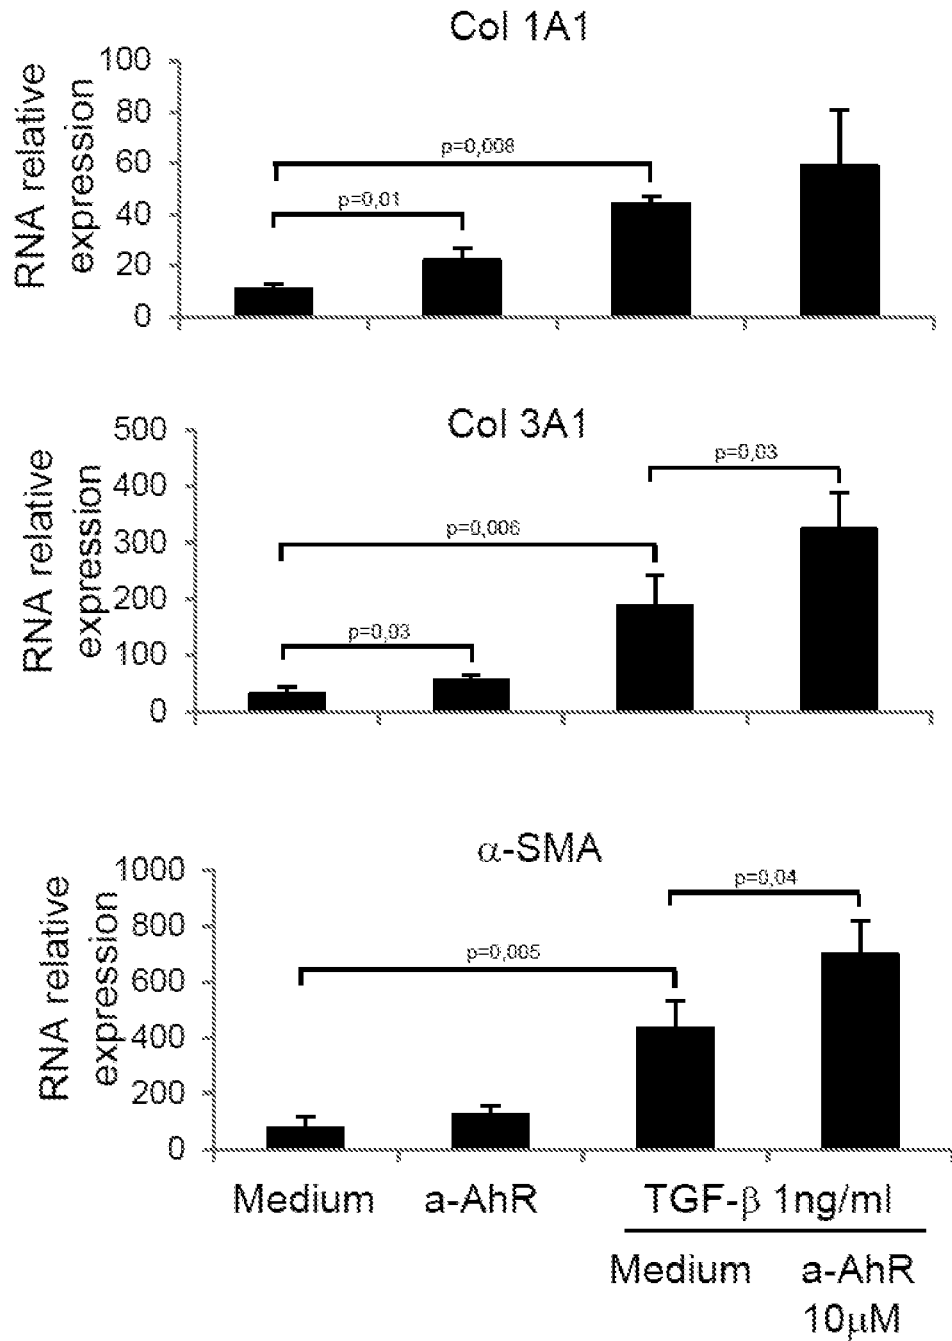 Col 1A1
RNA relative
expression
100
80
60
40
20
0
p=0,008
p=0,01
Col 3A1
RNA relative
expression
500
400
300
200
100
0
p=0,03
p=0,006
p=0,03
α-SMA
RNA relative
expression
1000
800
600
400
200
0
p=0,04
p=0,005
Medium a-AhR TGF-β 1ng/ml
Medium a-AhR
10μM